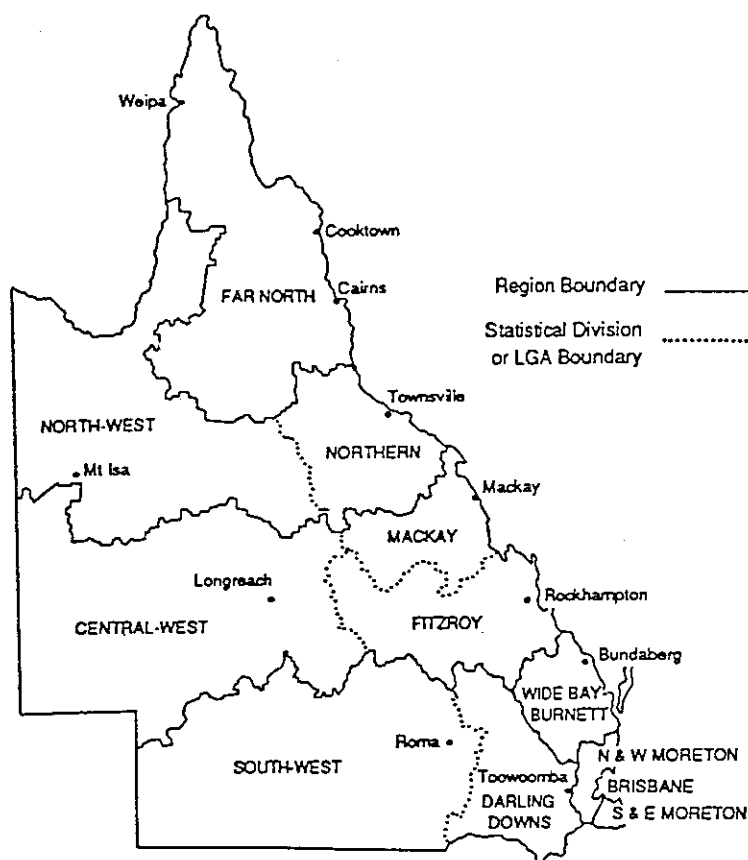 Weipa
Cooktown
Cairns
FAR NORTH
Region Boundary
Statistical Division
or LGA Boundary
Townsville
NORTH-WEST
NORTHERN
Mt Isa
Mackay
MACKAY
Longreach
Rockhampton
CENTRAL-WEST
FITZROY
Bundaberg
WIDE BAY-
BURNETT
Roma
N & W MORETON
SOUTH-WEST
Toowoomba
BRISBANE
DARLING
DOWNS
S & E MORETON